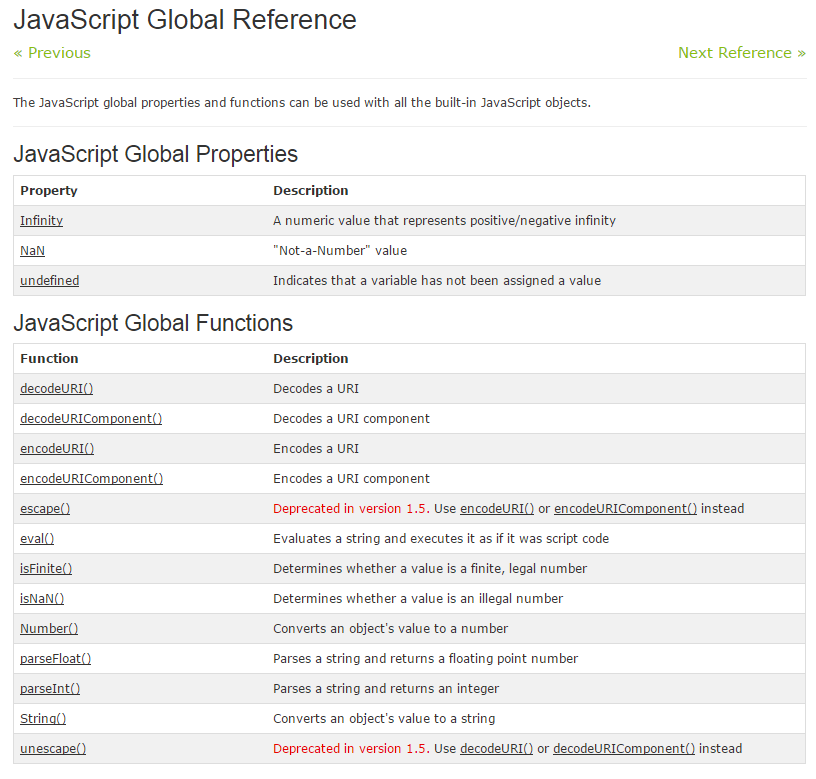 JavaScript Global Reference
« Previous Next Reference »
The JavaScript global properties and functions can be used with all the built-in JavaScript objects.
JavaScript Global Properties
Property Description
Infinity A numeric value that represents positive/negative infinity
NaN "Not-a-Number" value
undefined Indicates that a variable has not been assigned a value
JavaScript Global Functions
Function Description
decodeURI() Decodes a URI
decodeURIComponent() Decodes a URI component
encodeURI() Encodes a URI
encodeURIComponent() Encodes a URI component
escape() Deprecated in version 1.5. Use encodeURI() or encodeURIComponent() instead
eval() Evaluates a string and executes it as if it was script code
isFinite() Determines whether a value is a finite, legal number
isNaN() Determines whether a value is an illegal number
Number() Converts an object's value to a number
parseFloat() Parses a string and returns a floating point number
parseInt() Parses a string and returns an integer
String() Converts an object's value to a string
unescape() Deprecated in version 1.5. Use decodeURI() or decodeURIComponent() instead